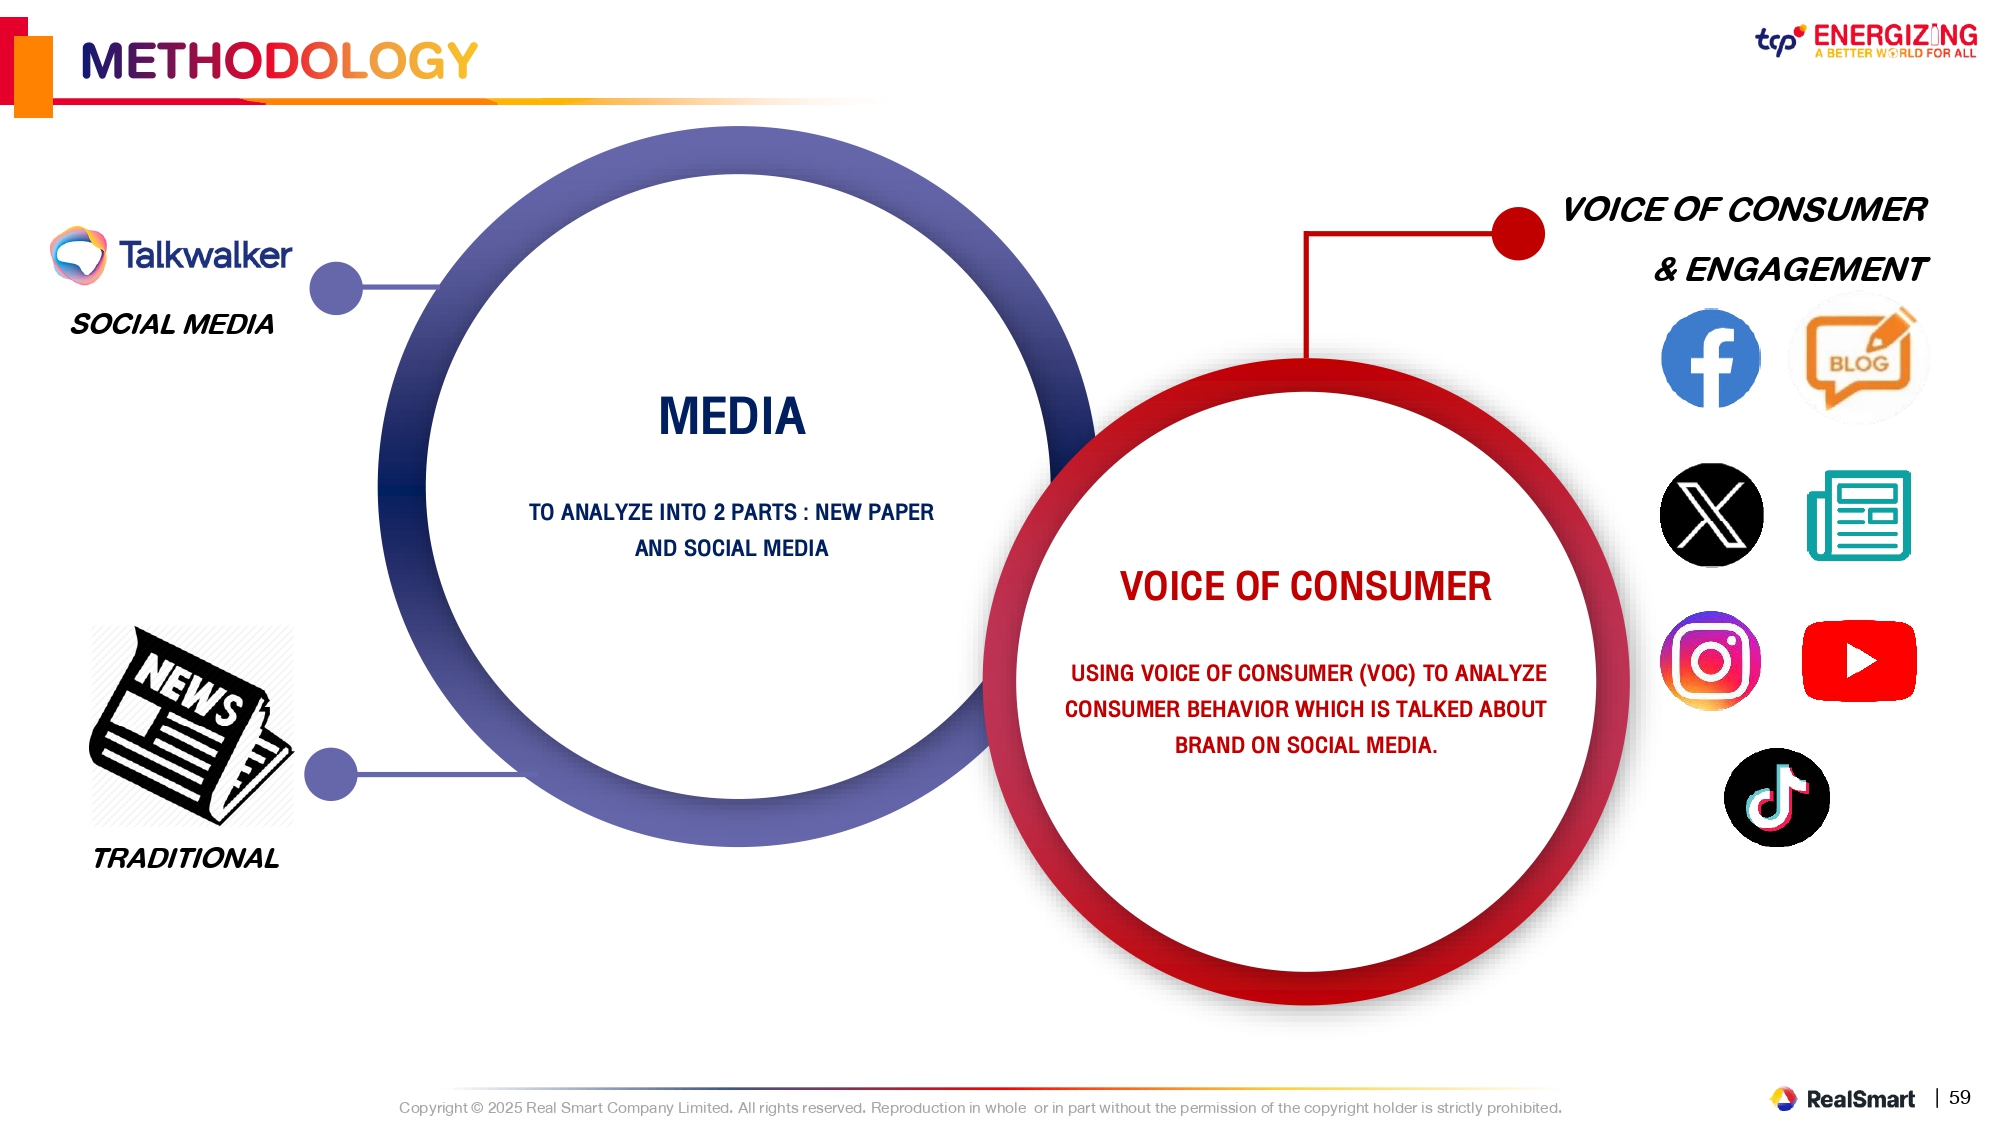 METHODOLOGY
tcp ENERGIZING
A BETTER WORLD FOR ALL
Talkwalker
SOCIAL MEDIA
NEWS
TRADITIONAL
MEDIA
TO ANALYZE INTO 2 PARTS : NEW PAPER
AND SOCIAL MEDIA
VOICE OF CONSUMER
USING VOICE OF CONSUMER (VOC) TO ANALYZE
CONSUMER BEHAVIOR WHICH IS TALKED ABOUT
BRAND ON SOCIAL MEDIA.
VOICE OF CONSUMER
& ENGAGEMENT
BLOG
Copyright © 2025 Real Smart Company Limited. All rights reserved. Reproduction in whole or in part without the permission of the copyright holder is strictly prohibited.
RealSmart | 59